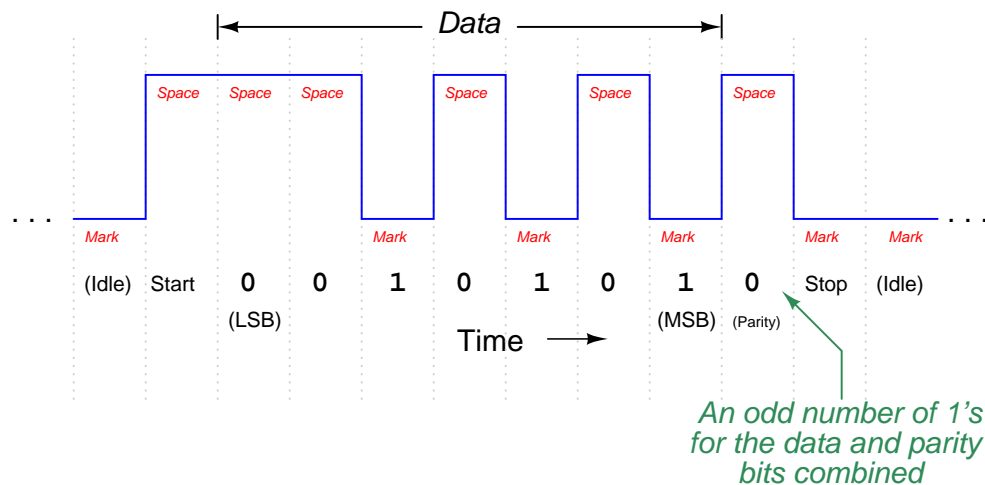 Data
Space Space Space Space Space Space
. . . . . .
Mark Mark Mark Mark Mark Mark
(Idle) Start 0 0 1 0 1 0 1 0 Stop (Idle)
(LSB) (MSB) (Parity)
Time
An odd number of 1's
for the data and parity
bits combined